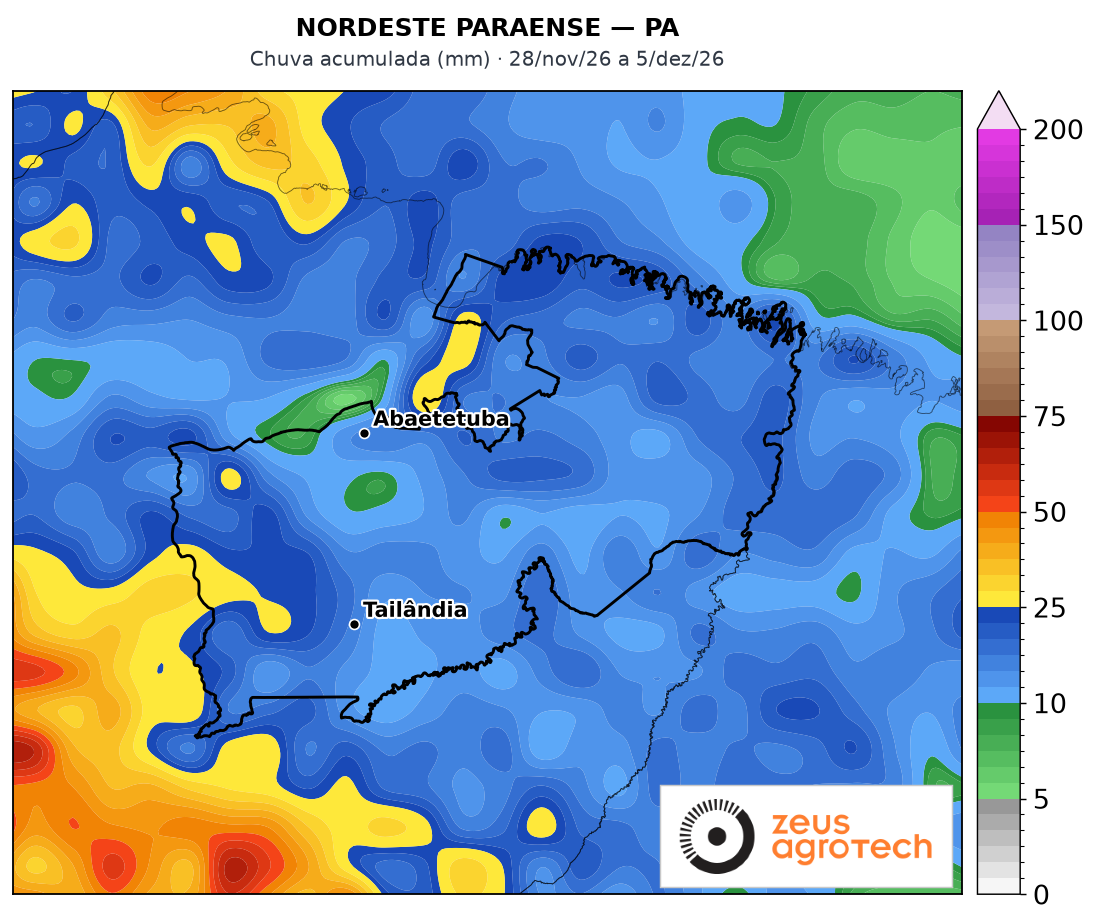 NORDESTE PARAENSE — PA
Chuva acumulada (mm) · 28/nov/26 a 5/dez/26
200
150
100
75
50
25
10
5
0
Abaetetuba
Tailândia
zeus
agrotech